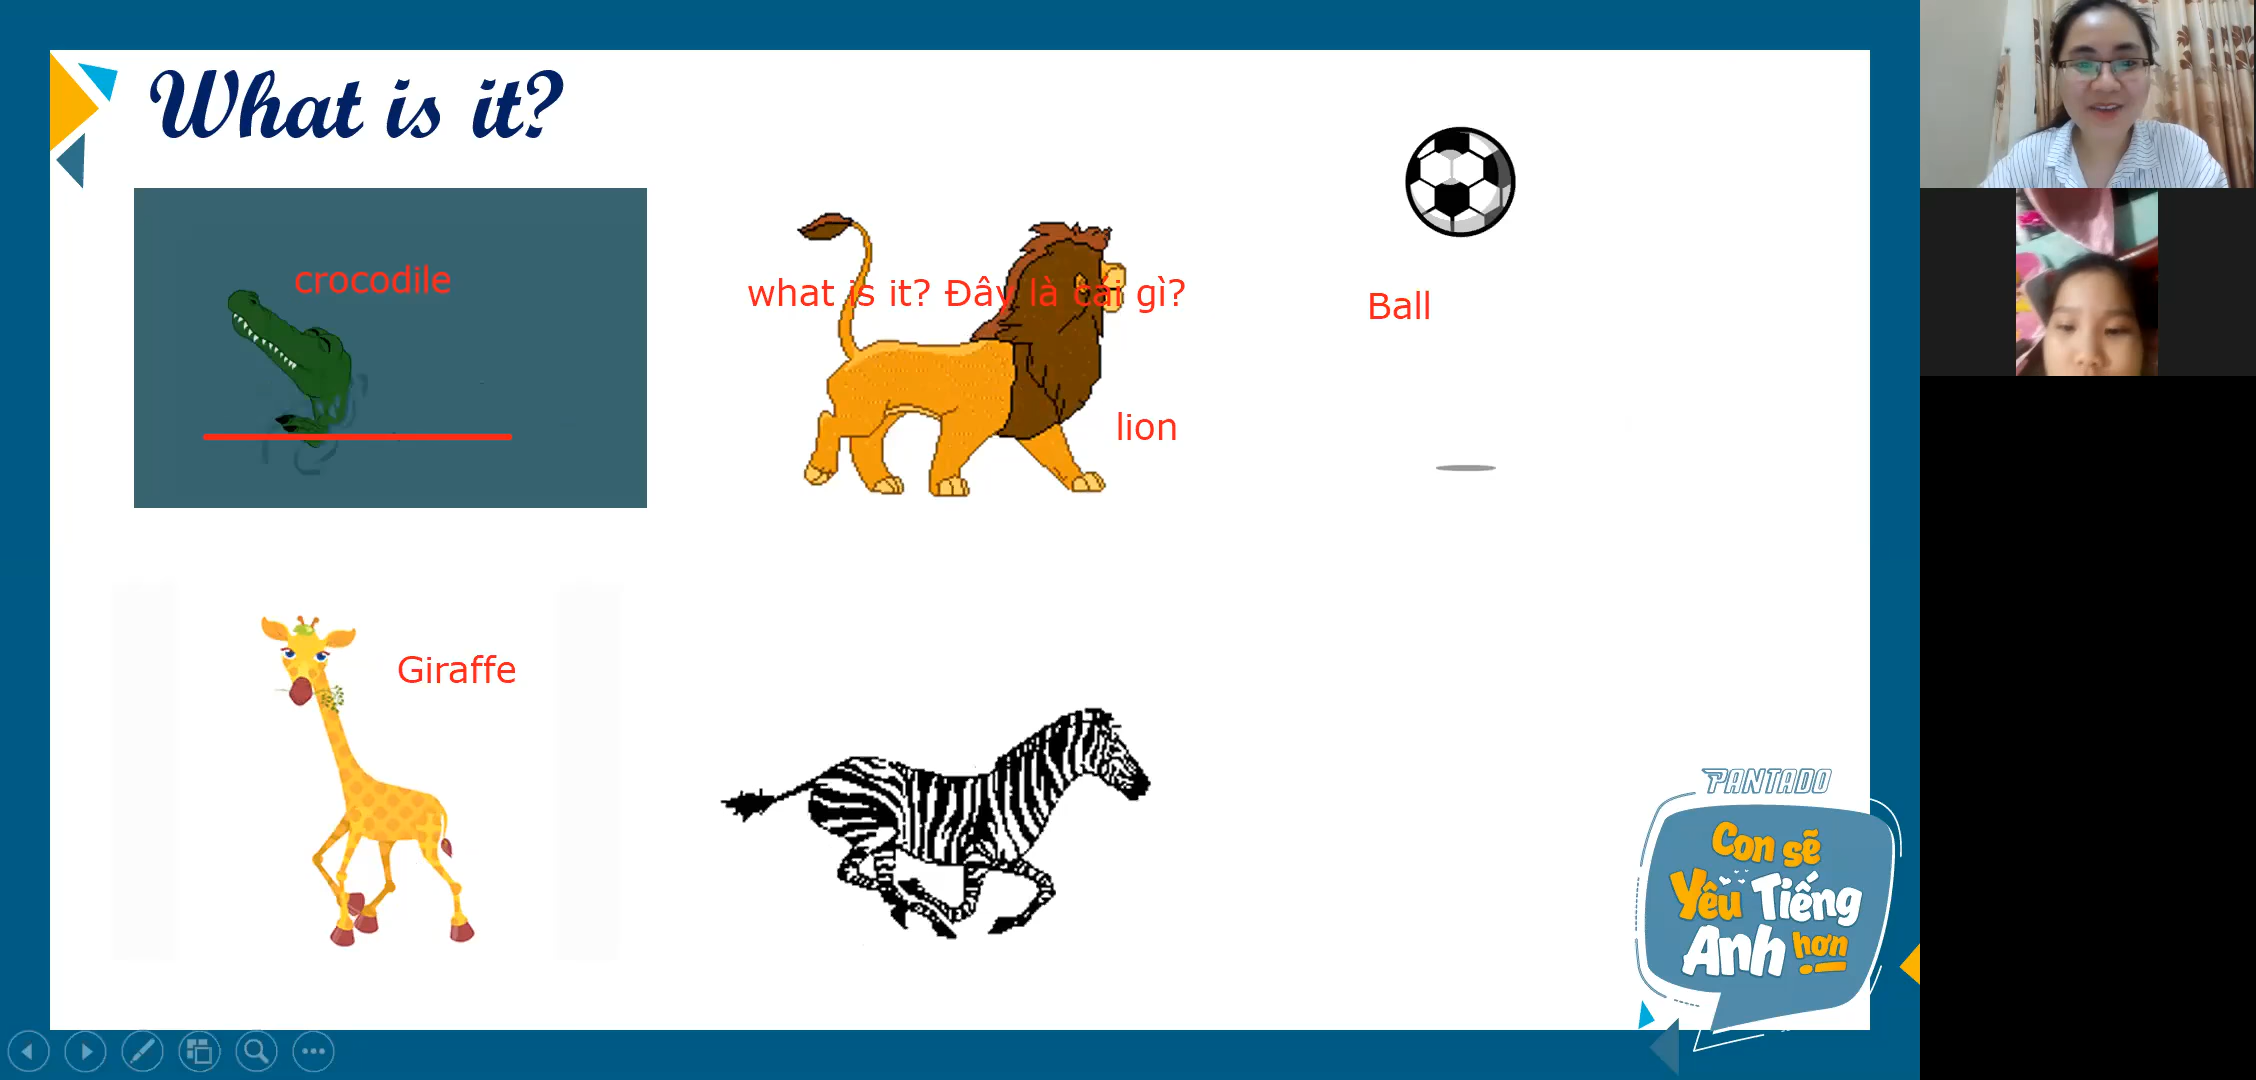 What is it?
crocodile
what is it? Đây là cái gì?
Ball
lion
Giraffe
PANTADO
Con sẽ
Yêu Tiếng
Anh hơn